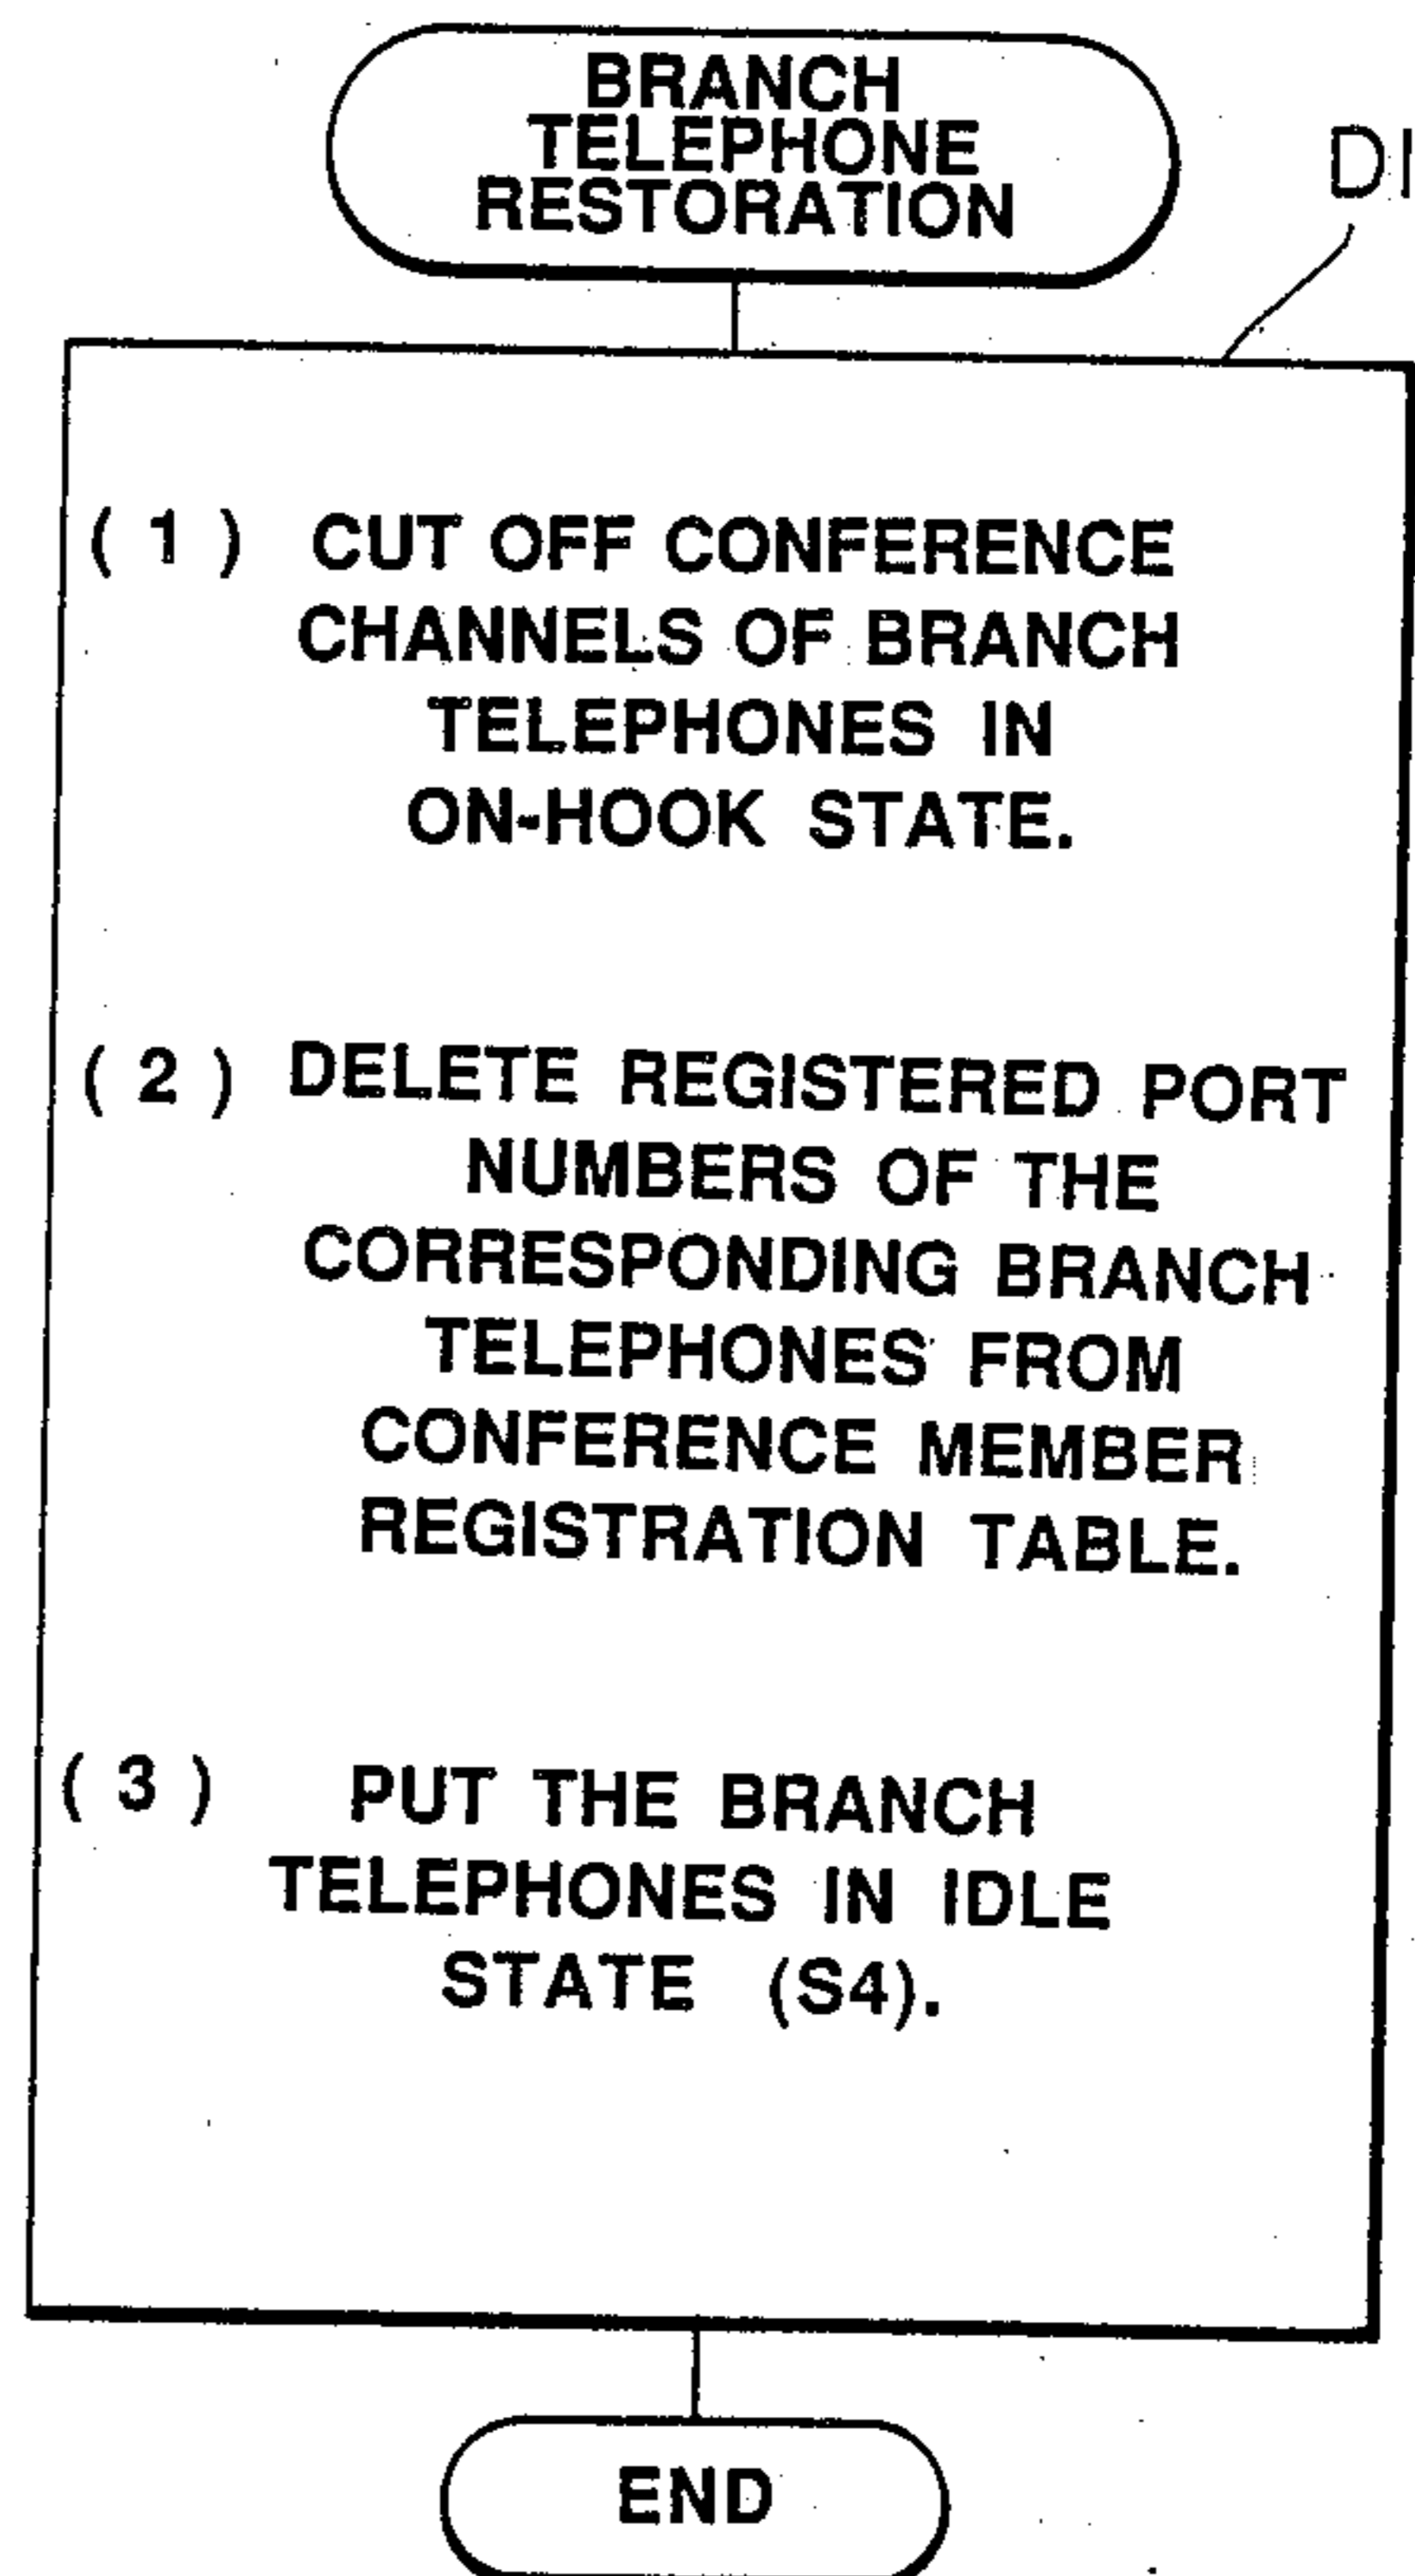 BRANCH
TELEPHONE
RESTORATION
D1
( 1 ) CUT OFF CONFERENCE
CHANNELS OF BRANCH
TELEPHONES IN
ON-HOOK STATE.
( 2 ) DELETE REGISTERED PORT
NUMBERS OF THE
CORRESPONDING BRANCH
TELEPHONES FROM
CONFERENCE MEMBER
REGISTRATION TABLE.
( 3 ) PUT THE BRANCH
TELEPHONES IN IDLE
STATE (S4).
END